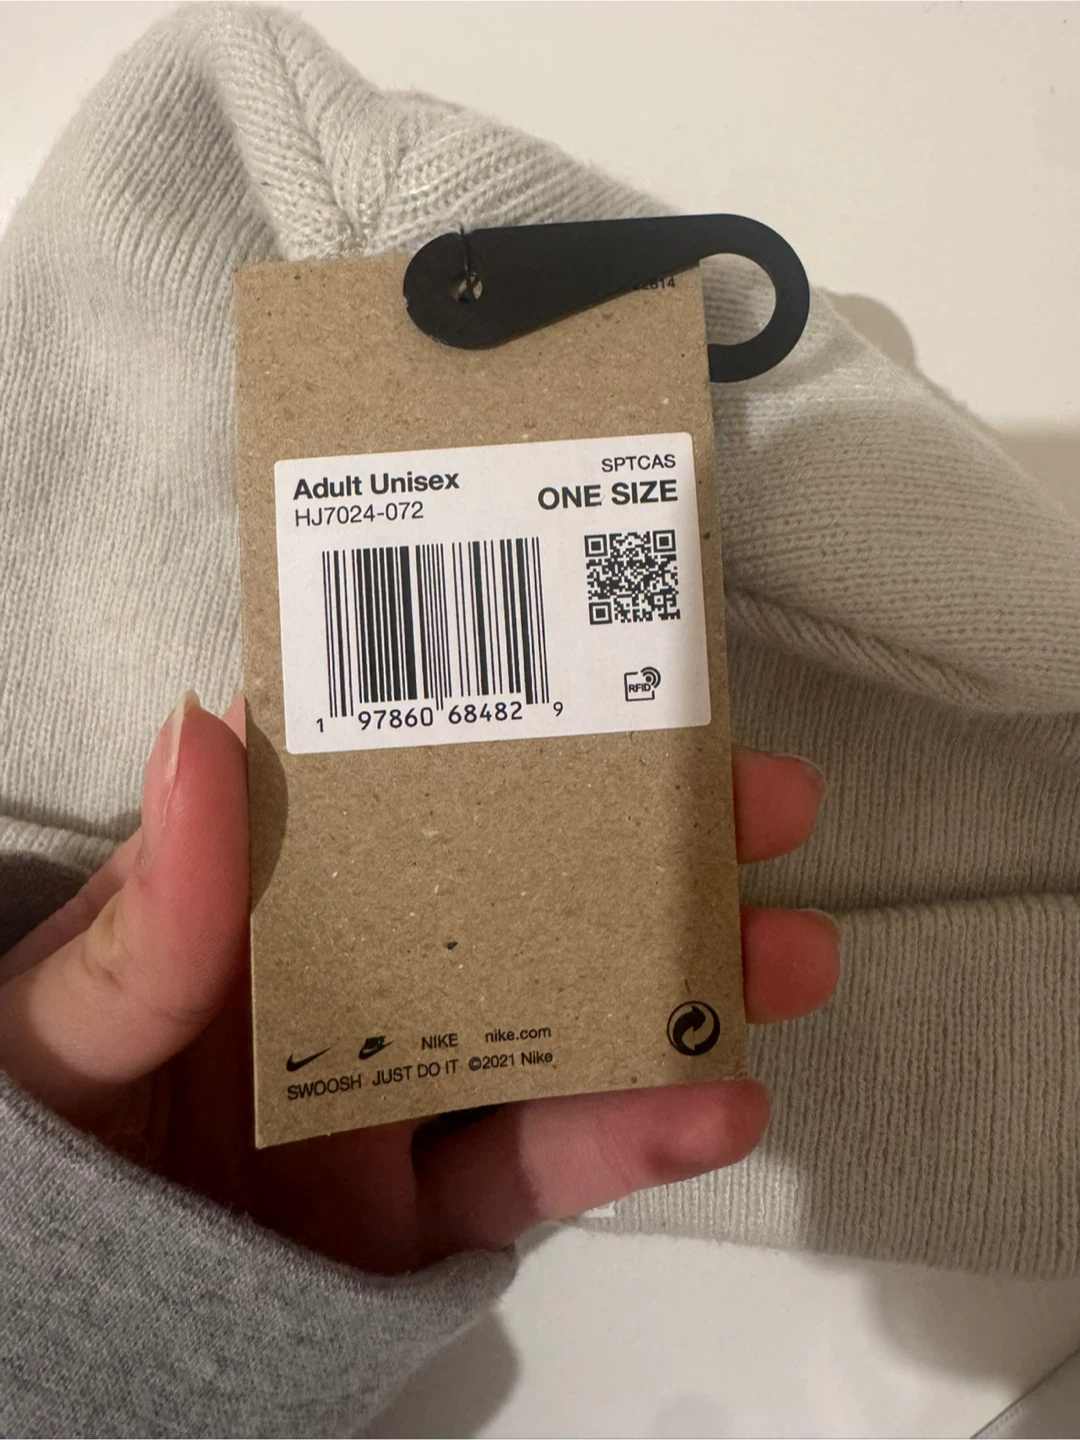 SPTCAS
Adult Unisex ONE SIZE
HJ7024-072
RFID
1 97860 68482 9
NIKE nike.com
SWOOSH JUST DO IT ©2021 Nike